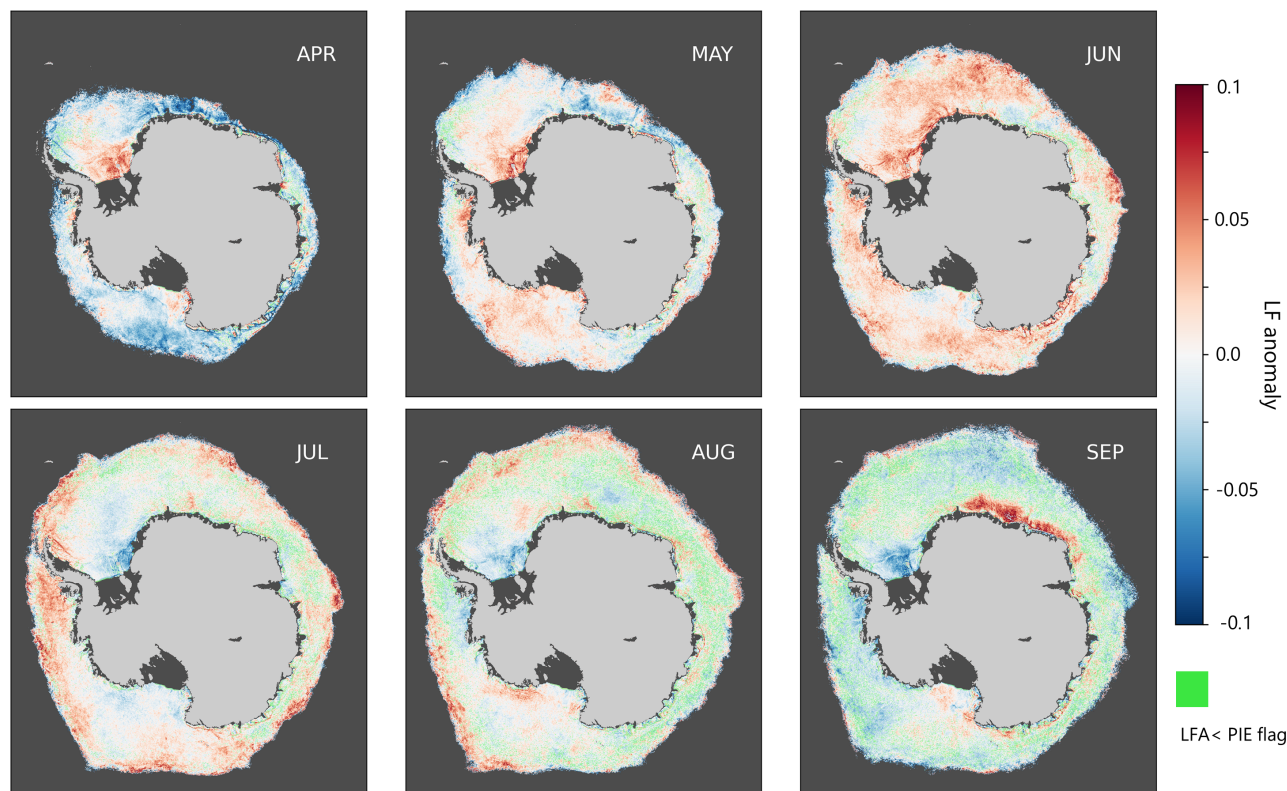 APR
MAY
JUN
JUL
AUG
SEP
0.1
0.05
0.0
-0.05
-0.1
LF anomaly
LFA< PIE flag